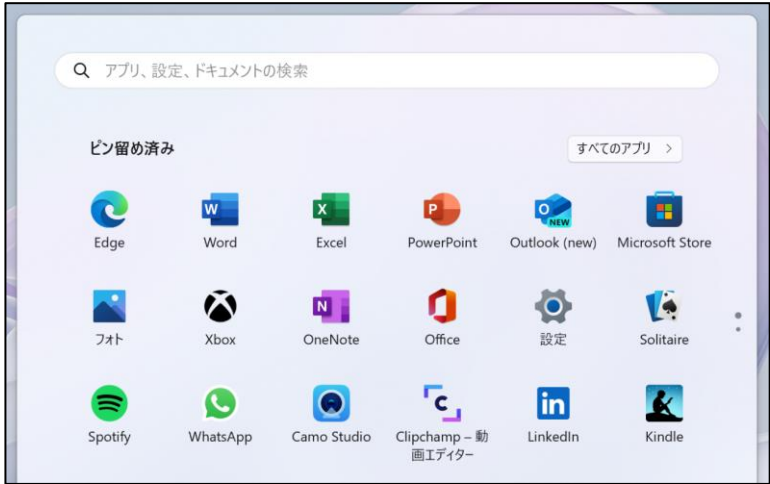 アプリ、設定、ドキュメントの検索
ピン留め済み
すべてのアプリ
Edge
Word
Excel
PowerPoint
Outlook (new)
Microsoft Store
フォト
Xbox
OneNote
Office
設定
Solitaire
Spotify
WhatsApp
Camo Studio
Clipchamp – 動
画エディター
LinkedIn
Kindle
W
X
P
O
NEW
N
C
in